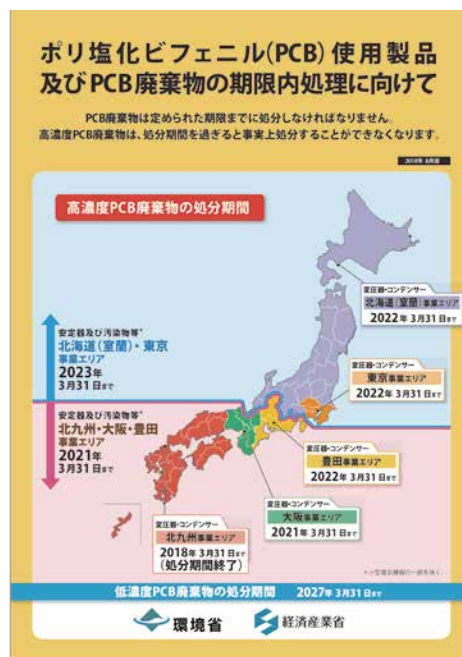 ポリ塩化ビフェニル(PCB)使用製品
及びPCB廃棄物の期限内処理に向けて
PCB廃棄物は定められた期限までに処分しなければなりません。
高濃度PCB廃棄物は、処分期間を過ぎると事実上処分することができなくなります。
高濃度PCB廃棄物の処分期間
変圧器・コンデンサー
北海道(室蘭)事業エリア
2022年 3月31日まで
安定器及び汚染物等*
北海道(室蘭)・東京
事業エリア
2023年
3月31日まで
変圧器・コンデンサー
東京事業エリア
2022年 3月31日まで
安定器及び汚染物等*
北九州・大阪・豊田
事業エリア
2021年
3月31日まで
変圧器・コンデンサー
豊田事業エリア
2022年 3月31日まで
変圧器・コンデンサー
大阪事業エリア
2021年 3月31日まで
変圧器・コンデンサー
北九州事業エリア
2018年 3月31日まで
(処分期間終了)
*小型電気機器の一部を除く。
低濃度PCB廃棄物の処分期間 2027年 3月31日まで
環境省
経済産業省